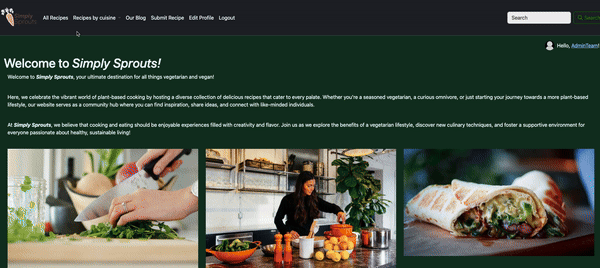 Simply
Sprouts
All Recipes Recipes by cuisine Our Blog Submit Recipe Edit Profile Logout
Search
Search
Hello, AdminTeam!
Welcome to Simply Sprouts!
Welcome to Simply Sprouts, your ultimate destination for all things vegetarian and vegan!
Here, we celebrate the vibrant world of plant-based cooking by hosting a diverse collection of delicious recipes that cater to every palate. Whether you're a seasoned vegetarian, a curious omnivore, or just starting your journey towards a more plant-based
lifestyle, our website serves as a community hub where you can find inspiration, share ideas, and connect with like-minded individuals.
At Simply Sprouts, we believe that cooking and eating should be enjoyable experiences filled with creativity and flavor. Join us as we explore the benefits of a vegetarian lifestyle, discover new culinary techniques, and foster a supportive environment for
everyone passionate about healthy, sustainable living!